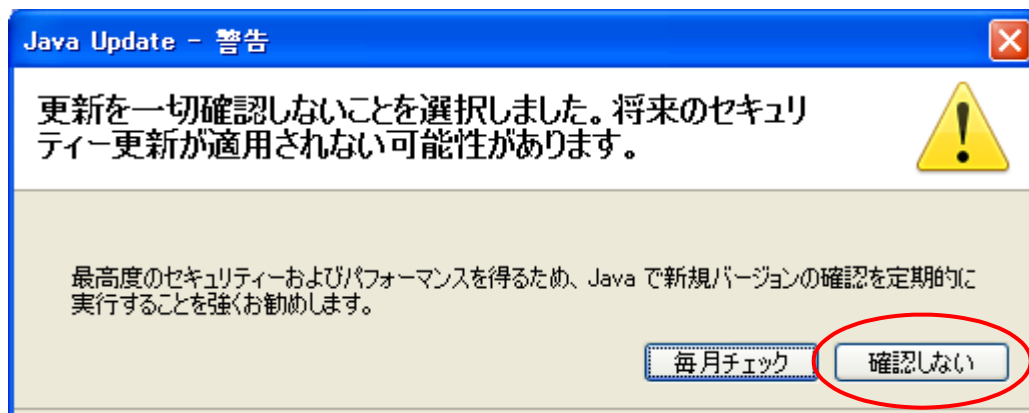 Java Update - 警告
更新を一切確認しないことを選択しました。将来のセキュリ
ティー更新が適用されない可能性があります。
最高度のセキュリティーおよびパフォーマンスを得るため、Java で新規バージョンの確認を定期的に
実行することを強くお勧めします。
毎月チェック
確認しない